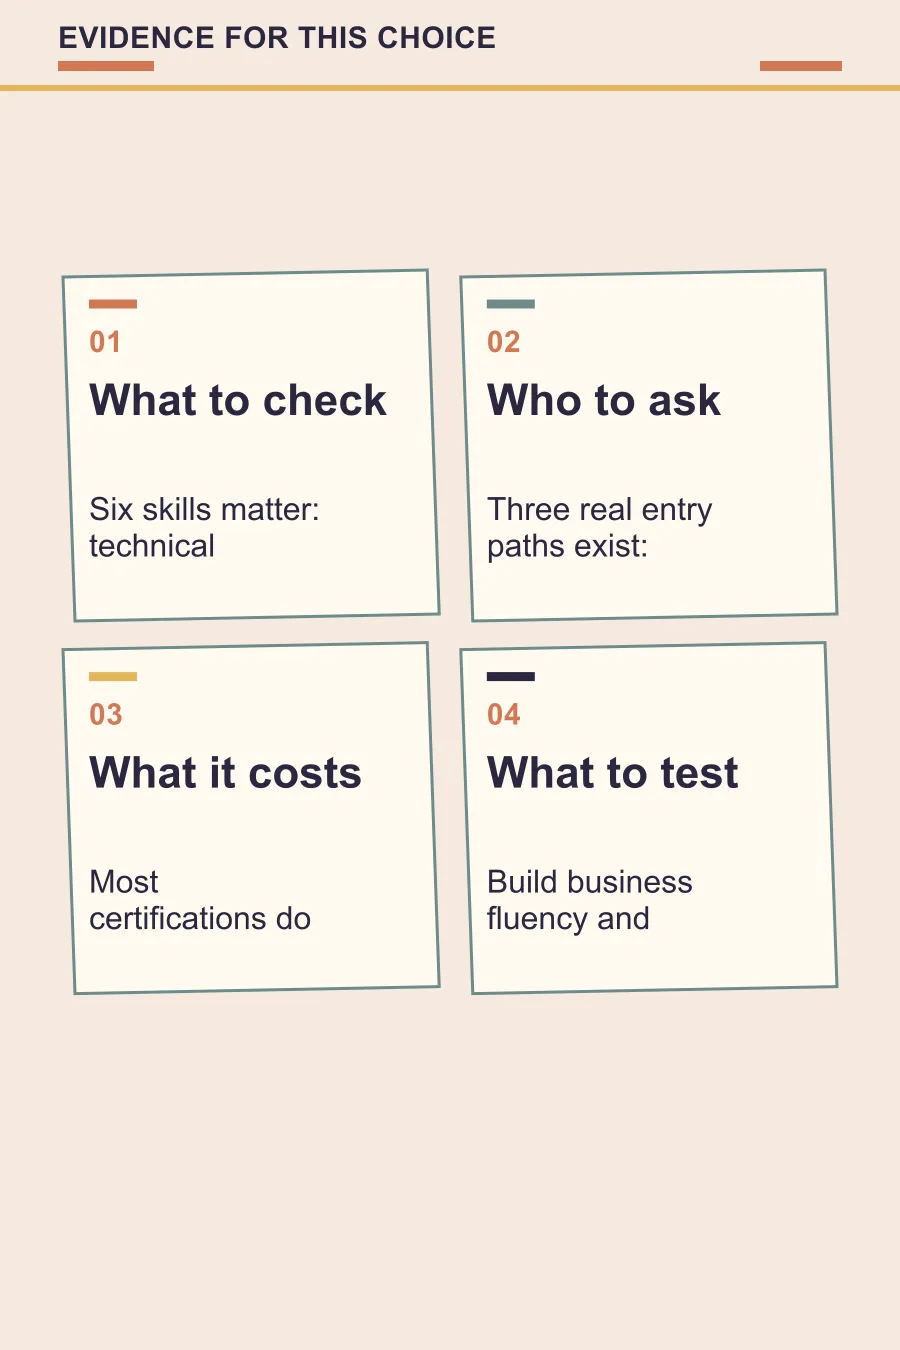 EVIDENCE FOR THIS CHOICE
01
What to check
Six skills matter:
technical
02
Who to ask
Three real entry
paths exist:
03
What it costs
Most
certifications do
04
What to test
Build business
fluency and